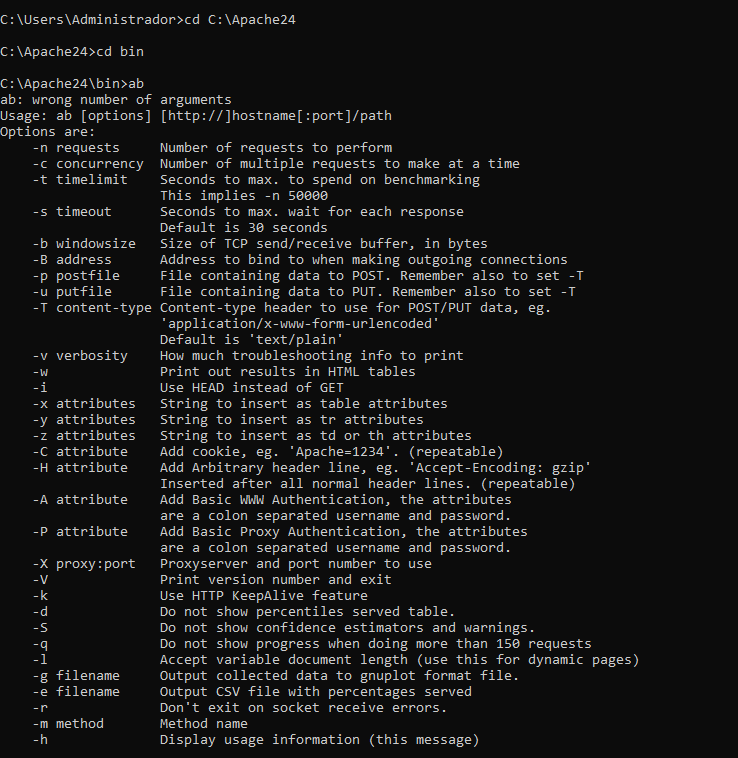 C:\Users\Administrador>cd C:\Apache24
C:\Apache24>cd bin
C:\Apache24\bin>ab
ab: wrong number of arguments
Usage: ab [options] [http://]hostname[:port]/path
Options are:
    -n requests     Number of requests to perform
    -c concurrency  Number of multiple requests to make at a time
    -t timelimit    Seconds to max. to spend on benchmarking
                    This implies -n 50000
    -s timeout      Seconds to max. wait for each response
                    Default is 30 seconds
    -b windowsize   Size of TCP send/receive buffer, in bytes
    -B address      Address to bind to when making outgoing connections
    -p postfile     File containing data to POST. Remember also to set -T
    -u putfile      File containing data to PUT. Remember also to set -T
    -T content-type Content-type header to use for POST/PUT data, eg.
                    'application/x-www-form-urlencoded'
                    Default is 'text/plain'
    -v verbosity    How much troubleshooting info to print
    -w              Print out results in HTML tables
    -i              Use HEAD instead of GET
    -x attributes   String to insert as table attributes
    -y attributes   String to insert as tr attributes
    -z attributes   String to insert as td or th attributes
    -C attribute    Add cookie, eg. 'Apache=1234'. (repeatable)
    -H attribute    Add Arbitrary header line, eg. 'Accept-Encoding: gzip'
                    Inserted after all normal header lines. (repeatable)
    -A attribute    Add Basic WWW Authentication, the attributes
                    are a colon separated username and password.
    -P attribute    Add Basic Proxy Authentication, the attributes
                    are a colon separated username and password.
    -X proxy:port   Proxyserver and port number to use
    -V              Print version number and exit
    -k              Use HTTP KeepAlive feature
    -d              Do not show percentiles served table.
    -S              Do not show confidence estimators and warnings.
    -q              Do not show progress when doing more than 150 requests
    -l              Accept variable document length (use this for dynamic pages)
    -g filename     Output collected data to gnuplot format file.
    -e filename     Output CSV file with percentages served
    -r              Don't exit on socket receive errors.
    -m method       Method name
    -h              Display usage information (this message)